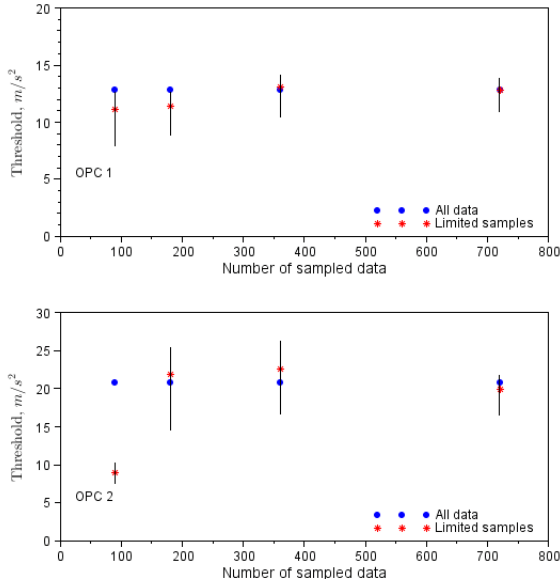 20
15
10
5
0
Threshold, m/s²
OPC 1
All data
Limited samples
0 100 200 300 400 500 600 700 800
Number of sampled data
30
25
20
15
10
5
0
Threshold, m/s²
OPC 2
All data
Limited samples
0 100 200 300 400 500 600 700 800
Number of sampled data